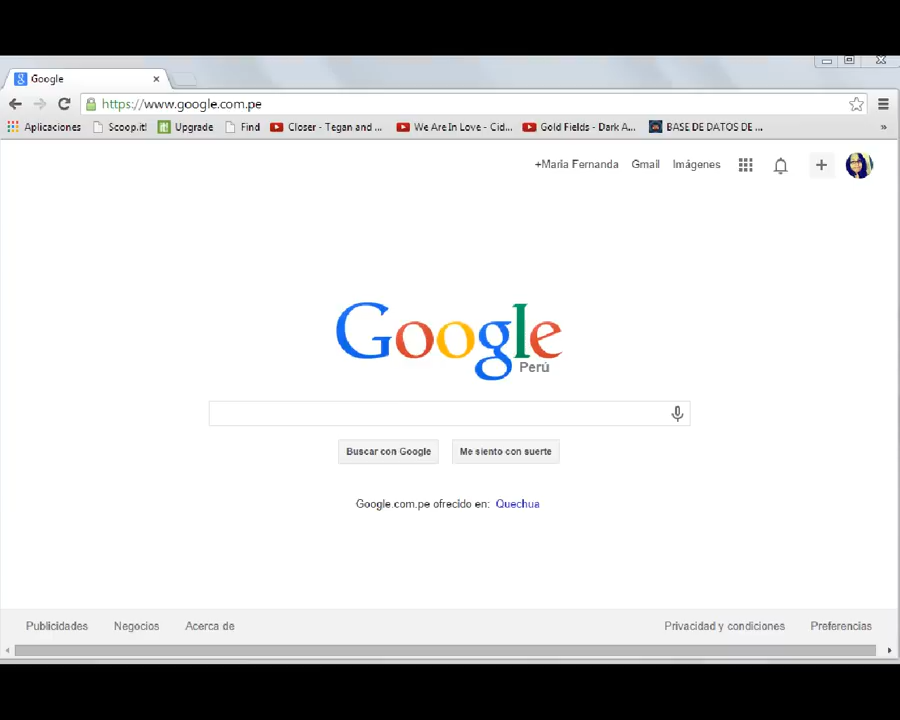 Google
https://www.google.com.pe
Aplicaciones Scoop.it! Upgrade Find Closer - Tegan and ... We Are In Love - Cid... Gold Fields - Dark A... BASE DE DATOS DE ... »
+Maria Fernanda Gmail Imágenes
Google
Perú
Buscar con Google Me siento con suerte
Google.com.pe ofrecido en: Quechua
Publicidades Negocios Acerca de Privacidad y condiciones Preferencias